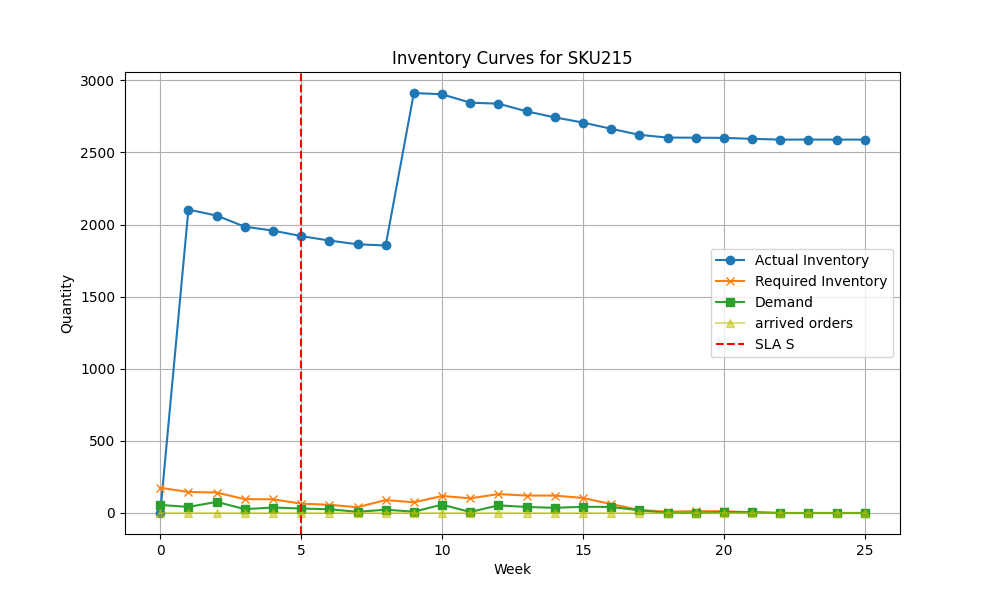 Inventory Curves for SKU215
3000
2500
2000
1500
1000
500
0
Quantity
Actual Inventory
Required Inventory
Demand
arrived orders
SLA S
0 5 10 15 20 25
Week